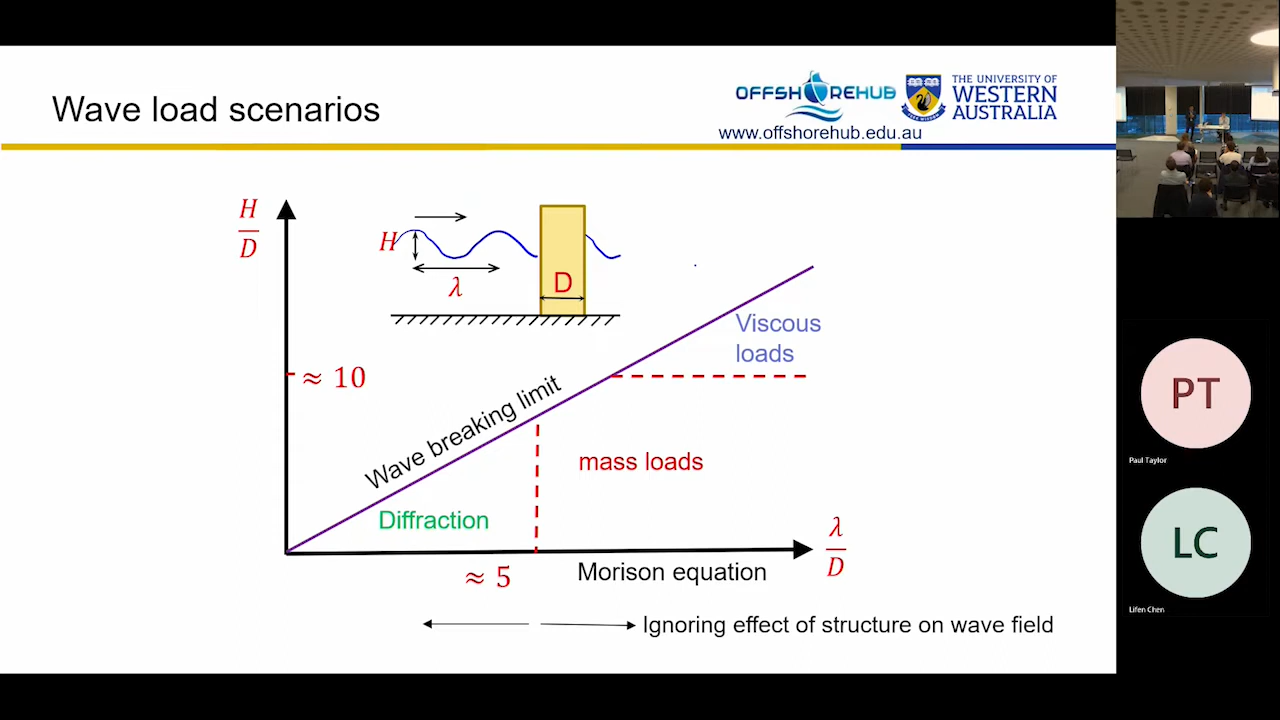 Wave load scenarios
OFFSHOREHUB
www.offshorehub.edu.au
THE UNIVERSITY OF
WESTERN
AUSTRALIA
H
D
H
λ
D
≈ 10
Wave breaking limit
Viscous
loads
mass loads
Diffraction
λ
D
≈ 5
Morison equation
Ignoring effect of structure on wave field
PT
Paul Taylor
LC
Lifen Chen